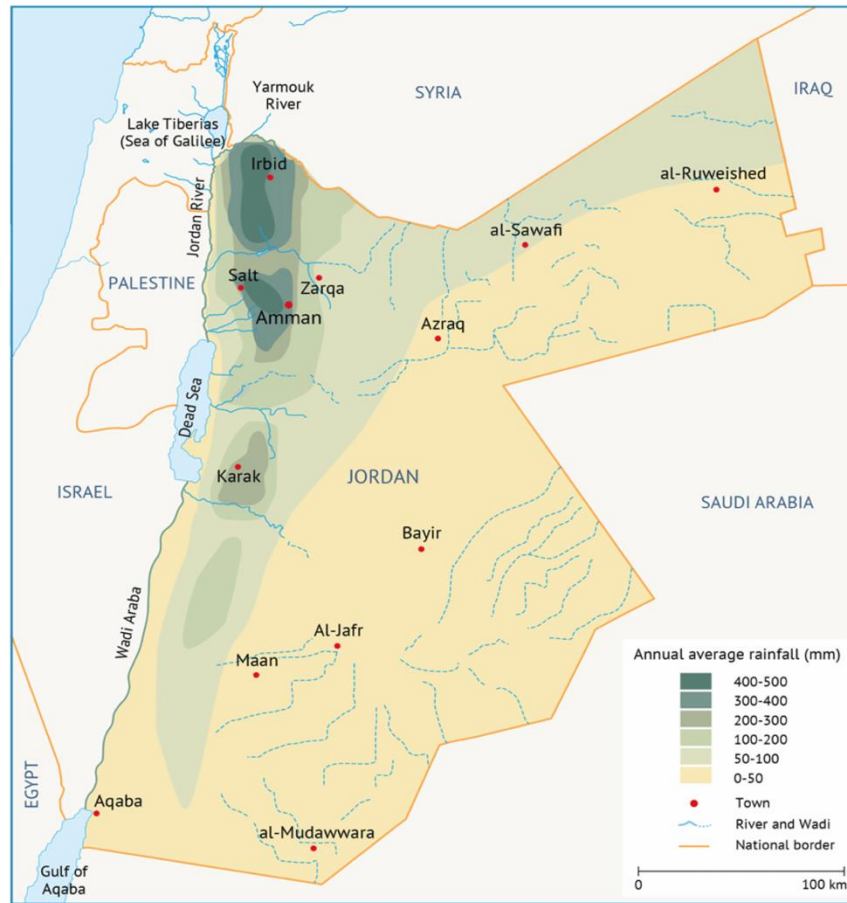 SYRIA
IRAQ
Yarmouk
River
Lake Tiberias
(Sea of Galilee)
Irbid
al-Ruweished
Jordan River
al-Sawafi
PALESTINE
Salt
Zarqa
Amman
Azraq
Dead Sea
Karak
JORDAN
ISRAEL
SAUDI ARABIA
Bayir
Wadi Araba
Al-Jafr
Maan
EGYPT
Aqaba
al-Mudawwara
Gulf of
Aqaba
Annual average rainfall (mm)
400-500
300-400
200-300
100-200
50-100
0-50
Town
River and Wadi
National border
0 100 km